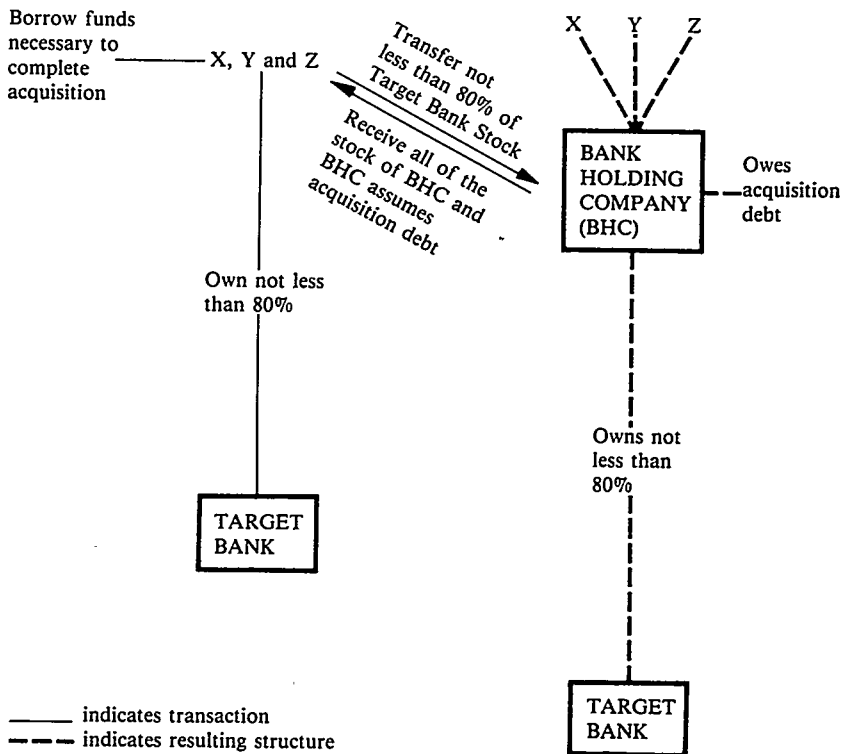 Borrow funds
necessary to
complete
acquisition
X, Y and Z
Transfer not
less than 80% of
Target Bank Stock
Receive all of the
stock of BHC and
BHC assumes
acquisition debt
X Y Z
BANK
HOLDING
COMPANY
(BHC)
Owes
acquisition
debt
Own not less
than 80%
Owns not
less than
80%
TARGET
BANK
TARGET
BANK
indicates transaction
indicates resulting structure